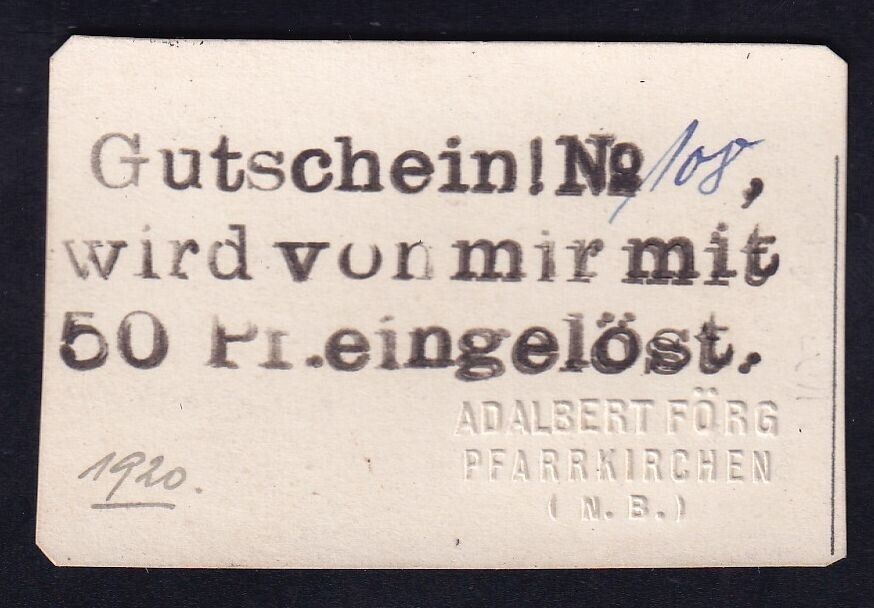 Gutschein! № 108,
wird von mir mit
50 Pf. eingelöst.
ADALBERT FÖRG
PFARRKIRCHEN
( N. B. )
1920.